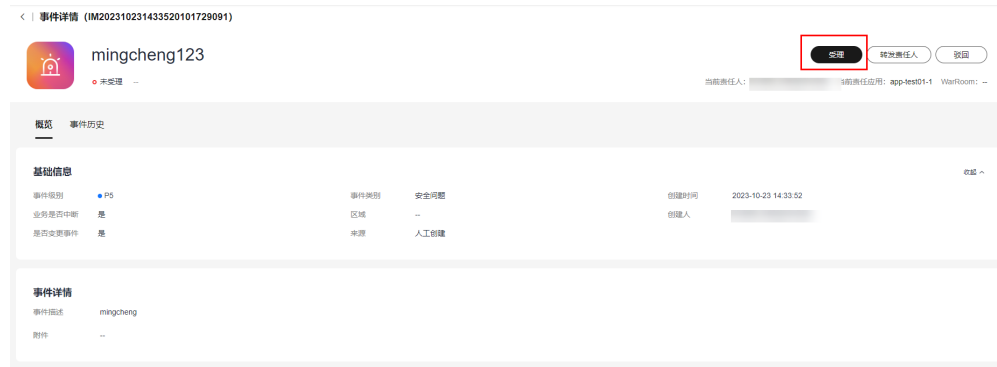 事件详情（IM202310231433520101729091）
mingcheng123
受理 转发责任人 驳回
未受理 --
当前责任人： 当前责任应用：app-test01-1 WarRoom：--
概览 事件历史
基础信息 收起
事件级别 P5 事件类别 安全问题 创建时间 2023-10-23 14:33:52
业务是否中断 是 区域 -- 创建人
是否变更事件 是 来源 人工创建
事件详情
事件描述 mingcheng
附件 --